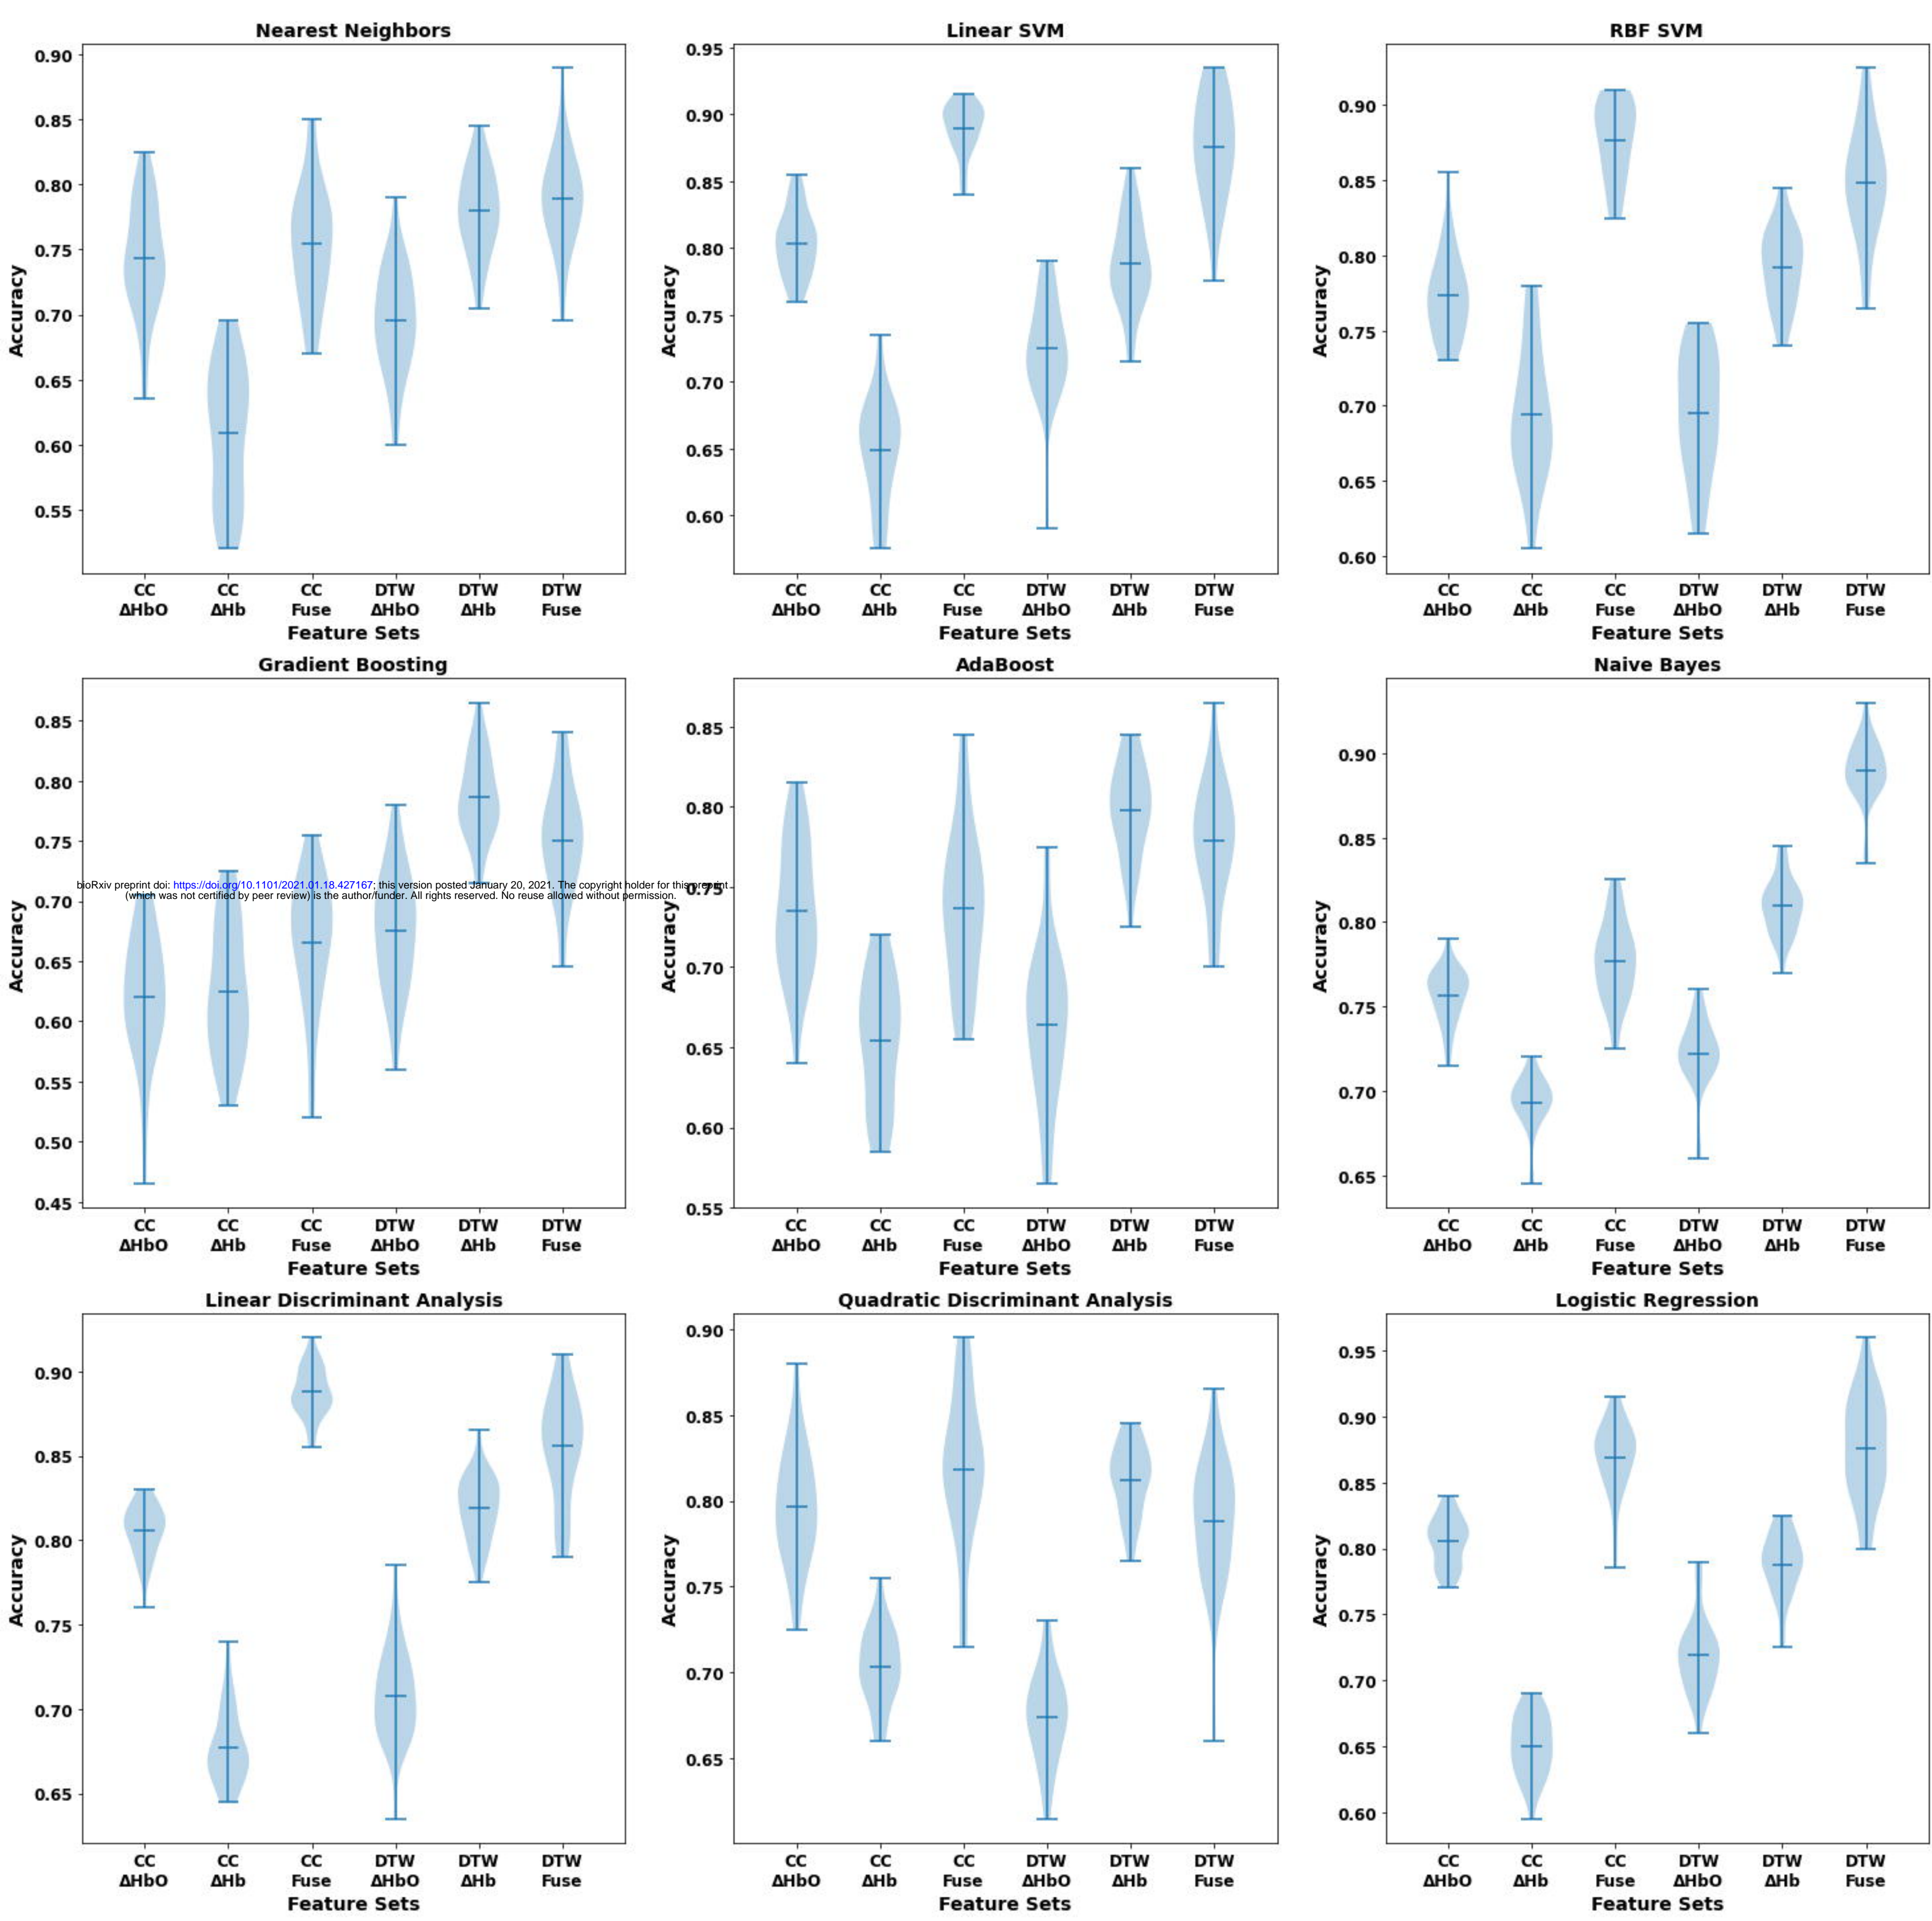 Nearest Neighbors
0.90
0.85
0.80
0.75
0.70
0.65
0.60
0.55
Accuracy
CC ΔHbO
CC ΔHb
CC Fuse
DTW ΔHbO
DTW ΔHb
DTW Fuse
Feature Sets
Linear SVM
0.95
0.90
0.85
0.80
0.75
0.70
0.65
0.60
Accuracy
CC ΔHbO
CC ΔHb
CC Fuse
DTW ΔHbO
DTW ΔHb
DTW Fuse
Feature Sets
RBF SVM
0.90
0.85
0.80
0.75
0.70
0.65
0.60
Accuracy
CC ΔHbO
CC ΔHb
CC Fuse
DTW ΔHbO
DTW ΔHb
DTW Fuse
Feature Sets
Gradient Boosting
0.85
0.80
0.75
0.70
0.65
0.60
0.55
0.50
0.45
Accuracy
bioRxiv preprint doi: https://doi.org/10.1101/2021.01.18.427167; this version posted January 20, 2021. The copyright holder for this preprint
(which was not certified by peer review) is the author/funder. All rights reserved. No reuse allowed without permission.
CC ΔHbO
CC ΔHb
CC Fuse
DTW ΔHbO
DTW ΔHb
DTW Fuse
Feature Sets
AdaBoost
0.85
0.80
0.75
0.70
0.65
0.60
0.55
Accuracy
CC ΔHbO
CC ΔHb
CC Fuse
DTW ΔHbO
DTW ΔHb
DTW Fuse
Feature Sets
Naive Bayes
0.90
0.85
0.80
0.75
0.70
0.65
Accuracy
CC ΔHbO
CC ΔHb
CC Fuse
DTW ΔHbO
DTW ΔHb
DTW Fuse
Feature Sets
Linear Discriminant Analysis
0.90
0.85
0.80
0.75
0.70
0.65
Accuracy
CC ΔHbO
CC ΔHb
CC Fuse
DTW ΔHbO
DTW ΔHb
DTW Fuse
Feature Sets
Quadratic Discriminant Analysis
0.90
0.85
0.80
0.75
0.70
0.65
Accuracy
CC ΔHbO
CC ΔHb
CC Fuse
DTW ΔHbO
DTW ΔHb
DTW Fuse
Feature Sets
Logistic Regression
0.95
0.90
0.85
0.80
0.75
0.70
0.65
0.60
Accuracy
CC ΔHbO
CC ΔHb
CC Fuse
DTW ΔHbO
DTW ΔHb
DTW Fuse
Feature Sets